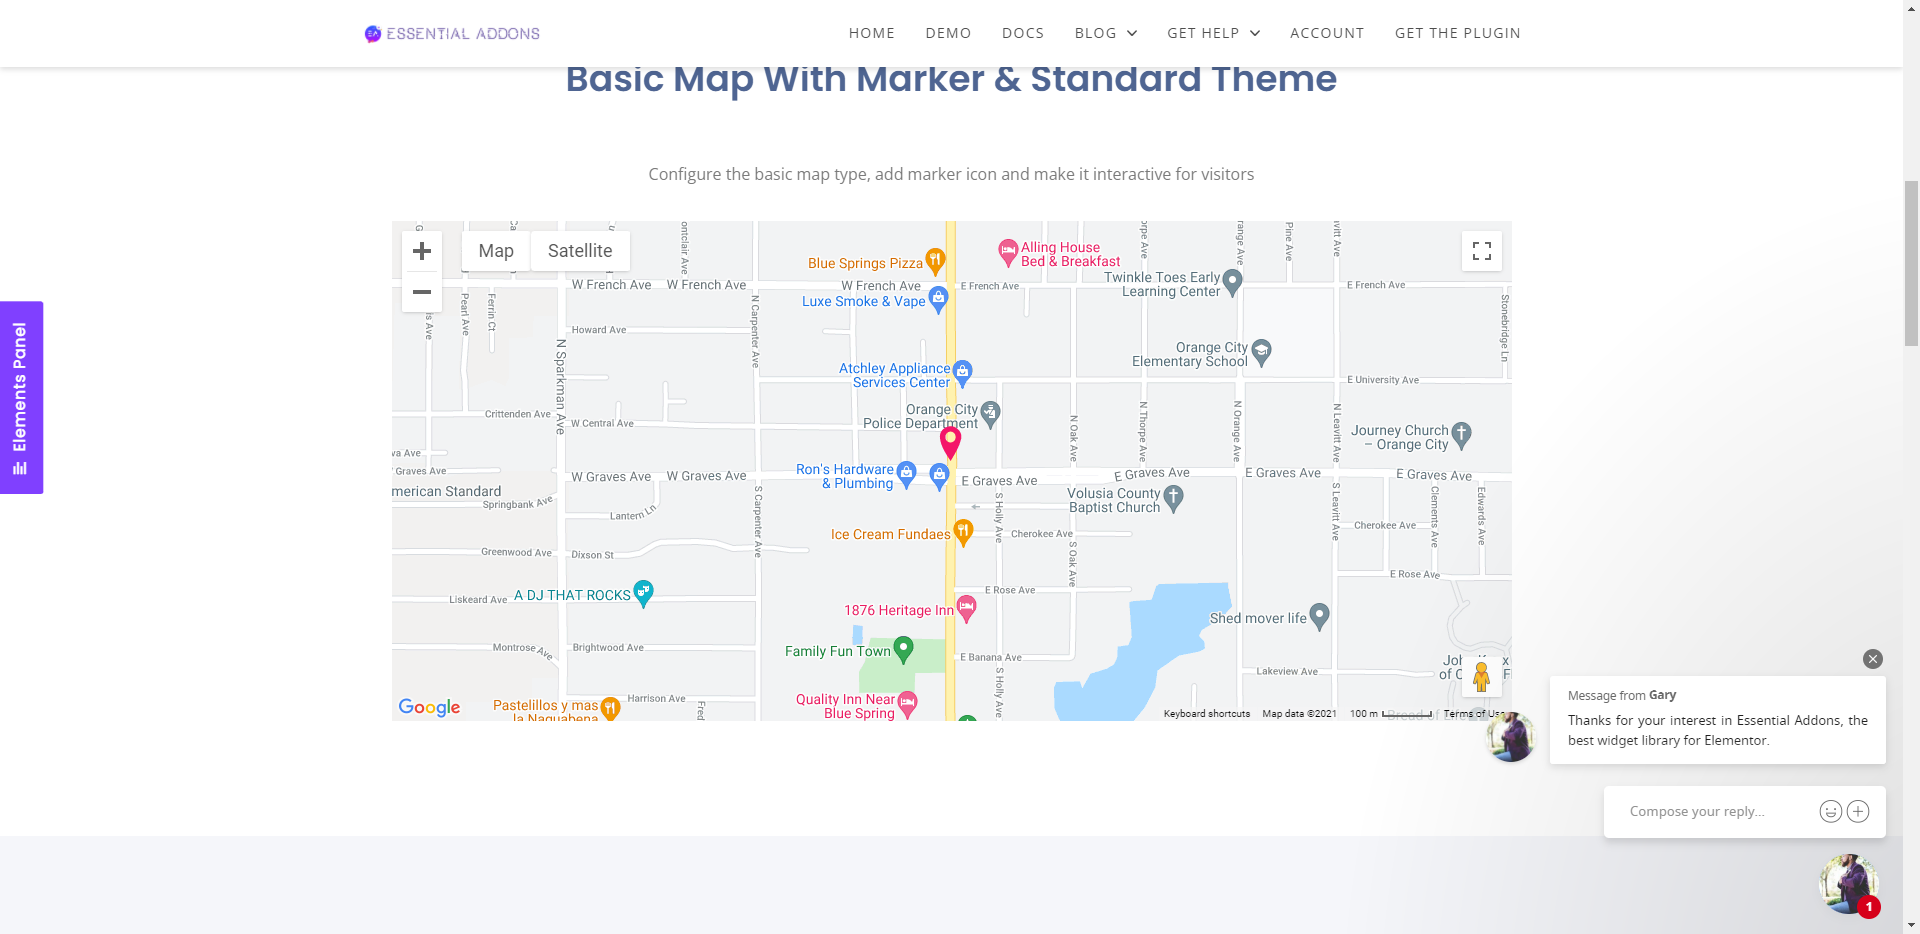 ESSENTIAL ADDONS
HOME
DEMO
DOCS
BLOG
GET HELP
ACCOUNT
GET THE PLUGIN
Basic Map With Marker & Standard Theme
Configure the basic map type, add marker icon and make it interactive for visitors
Elements Panel
Map
Satellite
Blue Springs Pizza
Alling House
Bed & Breakfast
Twinkle Toes Early
Learning Center
W French Ave
W French Ave
W French Ave
E French Ave
E French Ave
Luxe Smoke & Vape
Pearl Ave
Ferrin Ct
Howard Ave
N Sparkman Ave
N Carpenter Ave
Stonebridge Ln
Orange City
Elementary School
Atchley Appliance
Services Center
E University Ave
Orange City
Police Department
Crittenden Ave
W Central Ave
N Oak Ave
N Thorpe Ave
N Orange Ave
N Leavitt Ave
Journey Church
– Orange City
va Ave
W Graves Ave
W Graves Ave
Ron's Hardware
& Plumbing
E Graves Ave
E Graves Ave
E Graves Ave
E Graves Ave
merican Standard
Springbank Ave
Lantern Ln
S Carpenter Ave
S Holly Ave
Volusia County
Baptist Church
S Leavitt Ave
Clements Ave
Edwards Ave
Ice Cream Fundaes
Cherokee Ave
Cherokee Ave
Greenwood Ave
Dixson St
S Oak Ave
E Rose Ave
E Rose Ave
Liskeard Ave
A DJ THAT ROCKS
1876 Heritage Inn
Shed mover life
Montrose Ave
Brightwood Ave
Family Fun Town
E Banana Ave
S Holly Ave
Lakeview Ave
Harrison Ave
Quality Inn Near
Blue Spring
Pastelillos y mas
la Naguabena
Google
Keyboard shortcuts
Map data ©2021
100 m
Terms of Use
Message from Gary
Thanks for your interest in Essential Addons, the
best widget library for Elementor.
Compose your reply...
1